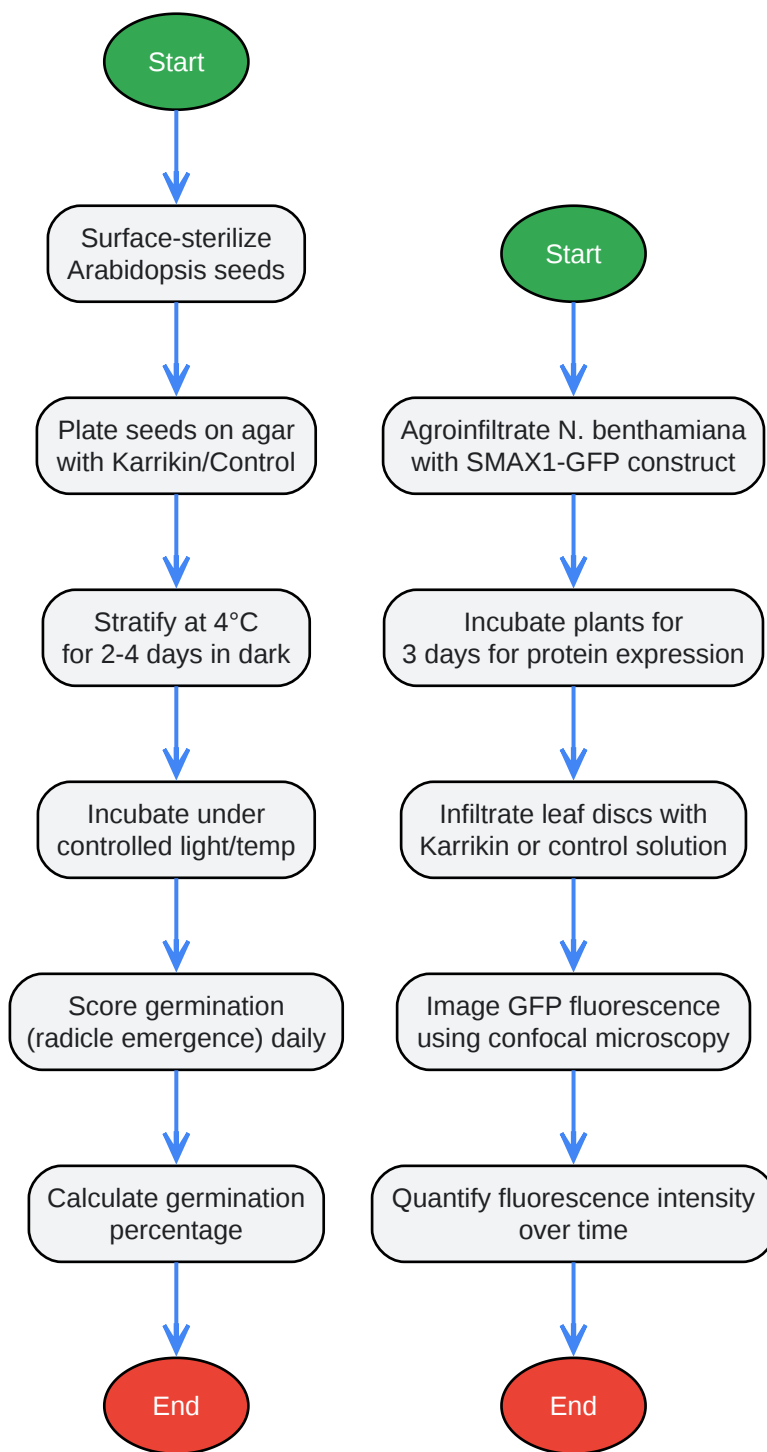 Start
Surface-sterilize
Arabidopsis seeds
Plate seeds on agar
with Karrikin/Control
Stratify at 4°C
for 2-4 days in dark
Incubate under
controlled light/temp
Score germination
(radicle emergence) daily
Calculate germination
percentage
End
Start
Agroinfiltrate N. benthamiana
with SMAX1-GFP construct
Incubate plants for
3 days for protein expression
Infiltrate leaf discs with
Karrikin or control solution
Image GFP fluorescence
using confocal microscopy
Quantify fluorescence intensity
over time
End